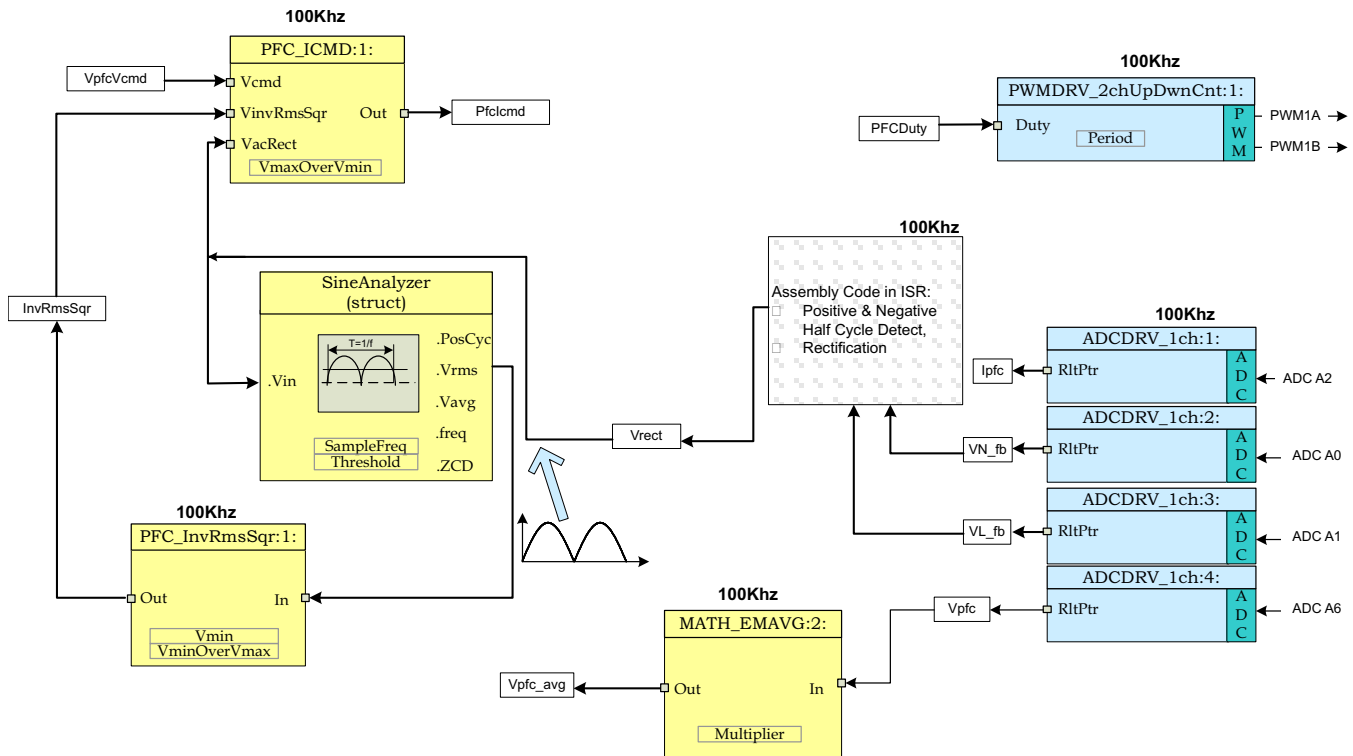 100Khz
PFC_ICMD:1:
VpfcVcmd
Vcmd
VinvRmsSqr
Out
PfcIcmd
VacRect
VmaxOverVmin
100Khz
PWMDRV_2chUpDwnCnt:1:
PFCDuty
Duty
Period
P
W
M
PWM1A
PWM1B
InvRmsSqr
SineAnalyzer
(struct)
T=1/f
.Vin
.PosCyc
.Vrms
.Vavg
.freq
.ZCD
SampleFreq
Threshold
Vrect
100Khz
Assembly Code in ISR:
Positive & Negative
Half Cycle Detect,
Rectification
100Khz
ADCDRV_1ch:1:
Ipfc
RltPtr
A
D
C
ADC A2
ADCDRV_1ch:2:
VN_fb
RltPtr
A
D
C
ADC A0
ADCDRV_1ch:3:
VL_fb
RltPtr
A
D
C
ADC A1
ADCDRV_1ch:4:
Vpfc
RltPtr
A
D
C
ADC A6
100Khz
PFC_InvRmsSqr:1:
Out
In
Vmin
VminOverVmax
100Khz
MATH_EMAVG:2:
Vpfc_avg
Out
In
Multiplier